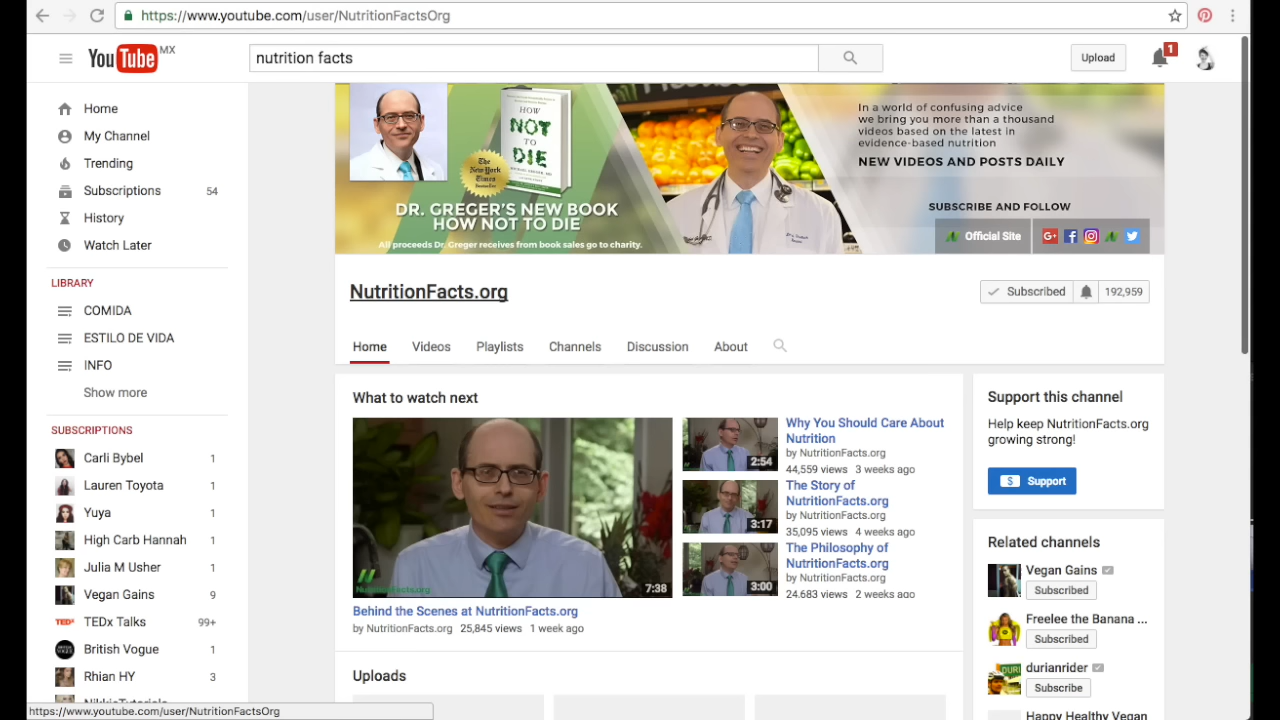 https://www.youtube.com/user/NutritionFactsOrg
YouTube MX
nutrition facts
Upload
1
Home
My Channel
Trending
Subscriptions 54
History
Watch Later
LIBRARY
COMIDA
ESTILO DE VIDA
INFO
Show more
SUBSCRIPTIONS
Carli Bybel 1
Lauren Toyota 1
Yuya 1
High Carb Hannah 1
Julia M Usher 1
Vegan Gains 9
TEDx TEDx Talks 99+
British Vogue 1
Rhian HY 3
NikkieTutorials
https://www.youtube.com/user/NutritionFactsOrg
HOW
NOT
TO
DIE
The
New York
Times
DR. GREGER'S NEW BOOK
HOW NOT TO DIE
All proceeds Dr. Greger receives from book sales go to charity.
In a world of confusing advice
we bring you more than a thousand
videos based on the latest in
evidence-based nutrition
NEW VIDEOS AND POSTS DAILY
SUBSCRIBE AND FOLLOW
Official Site
NutritionFacts.org
Subscribed 192,959
Home Videos Playlists Channels Discussion About
What to watch next
NutritionFacts.org
7:38
Behind the Scenes at NutritionFacts.org
by NutritionFacts.org 25,845 views 1 week ago
2:54
Why You Should Care About
Nutrition
by NutritionFacts.org
44,559 views 3 weeks ago
3:17
The Story of
NutritionFacts.org
by NutritionFacts.org
35,095 views 4 weeks ago
3:00
The Philosophy of
NutritionFacts.org
by NutritionFacts.org
24,683 views 2 weeks ago
Uploads
Support this channel
Help keep NutritionFacts.org
growing strong!
$ Support
Related channels
Vegan Gains
Subscribed
Freelee the Banana ...
Subscribed
durianrider
Subscribe
Happy Healthy Vegan